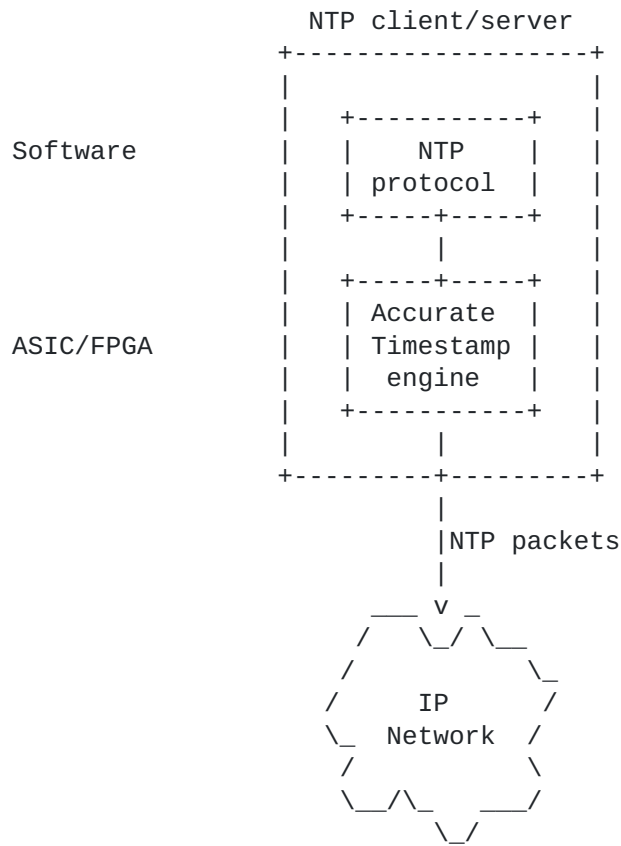 NTP client/server
Software
NTP
protocol
Accurate
ASIC/FPGA
Timestamp
engine
NTP packets
IP
Network